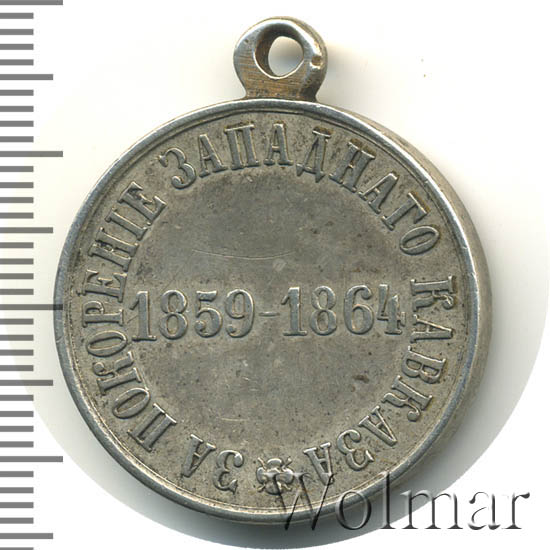 ЗА ПОКОРЕНІЕ ЗАПАДНАГО КАВКАЗА
1859-1864
Wolmar